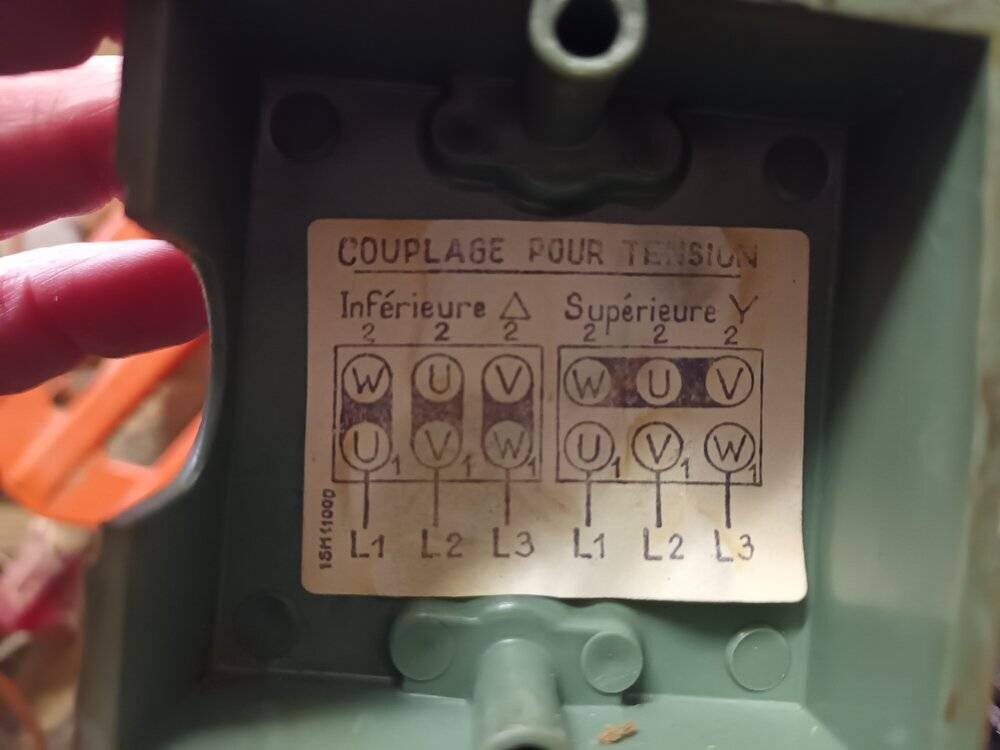 COUPLAGE POUR TENSION
Inférieure △ Supérieure Y
2 2 2 2 2 2
W U V W U V
U1 V1 W1 U1 V1 W1
L1 L2 L3 L1 L2 L3